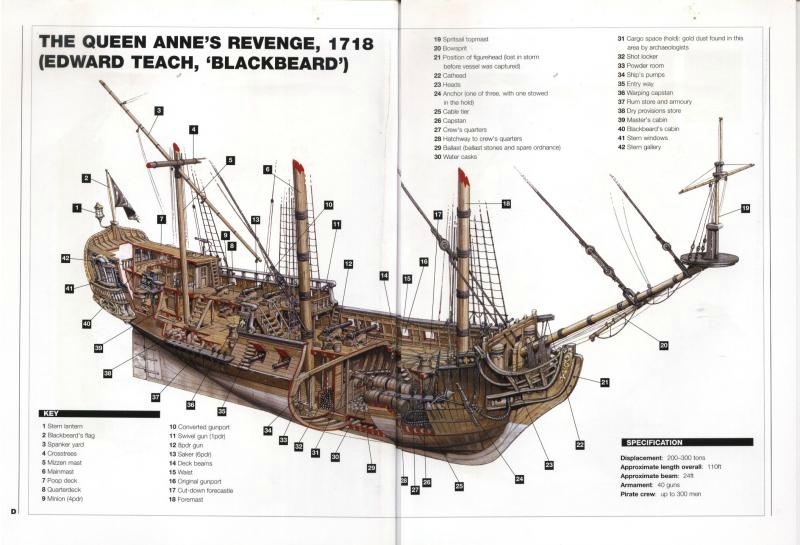 THE QUEEN ANNE'S REVENGE, 1718
(EDWARD TEACH, 'BLACKBEARD')
19 Spritsail topmast
20 Bowsprit
21 Position of figurehead (lost in storm
before vessel was captured)
22 Cathead
23 Heads
24 Anchor (one of three, with one stowed
in the hold)
25 Cable tier
26 Capstan
27 Crew's quarters
28 Hatchway to crew's quarters
29 Ballast (ballast stones and spare ordnance)
30 Water casks
31 Cargo space (hold): gold dust found in this
area by archaeologists
32 Shot locker
33 Powder room
34 Ship's pumps
35 Entry way
36 Warping capstan
37 Rum store and armoury
38 Dry provisions store
39 Master's cabin
40 Blackbeard's cabin
41 Stern windows
42 Stern gallery
3
4
5
6
2
1
7
13
10
9
8
11
12
17
18
16
15
14
19
42
41
40
39
38
37
36
35
34
33
32
31
30
29
28
27
26
25
24
23
22
21
20
KEY
1 Stern lantern
2 Blackbeard's flag
3 Spanker yard
4 Crosstrees
5 Mizzen mast
6 Mainmast
7 Poop deck
8 Quarterdeck
9 Minion (4pdr)
10 Converted gunport
11 Swivel gun (1pdr)
12 8pdr gun
13 Saker (6pdr)
14 Deck beams
15 Waist
16 Original gunport
17 Cut-down forecastle
18 Foremast
SPECIFICATION
Displacement: 200–300 tons
Approximate length overall: 110ft
Approximate beam: 24ft
Armament: 40 guns
Pirate crew: up to 300 men
D